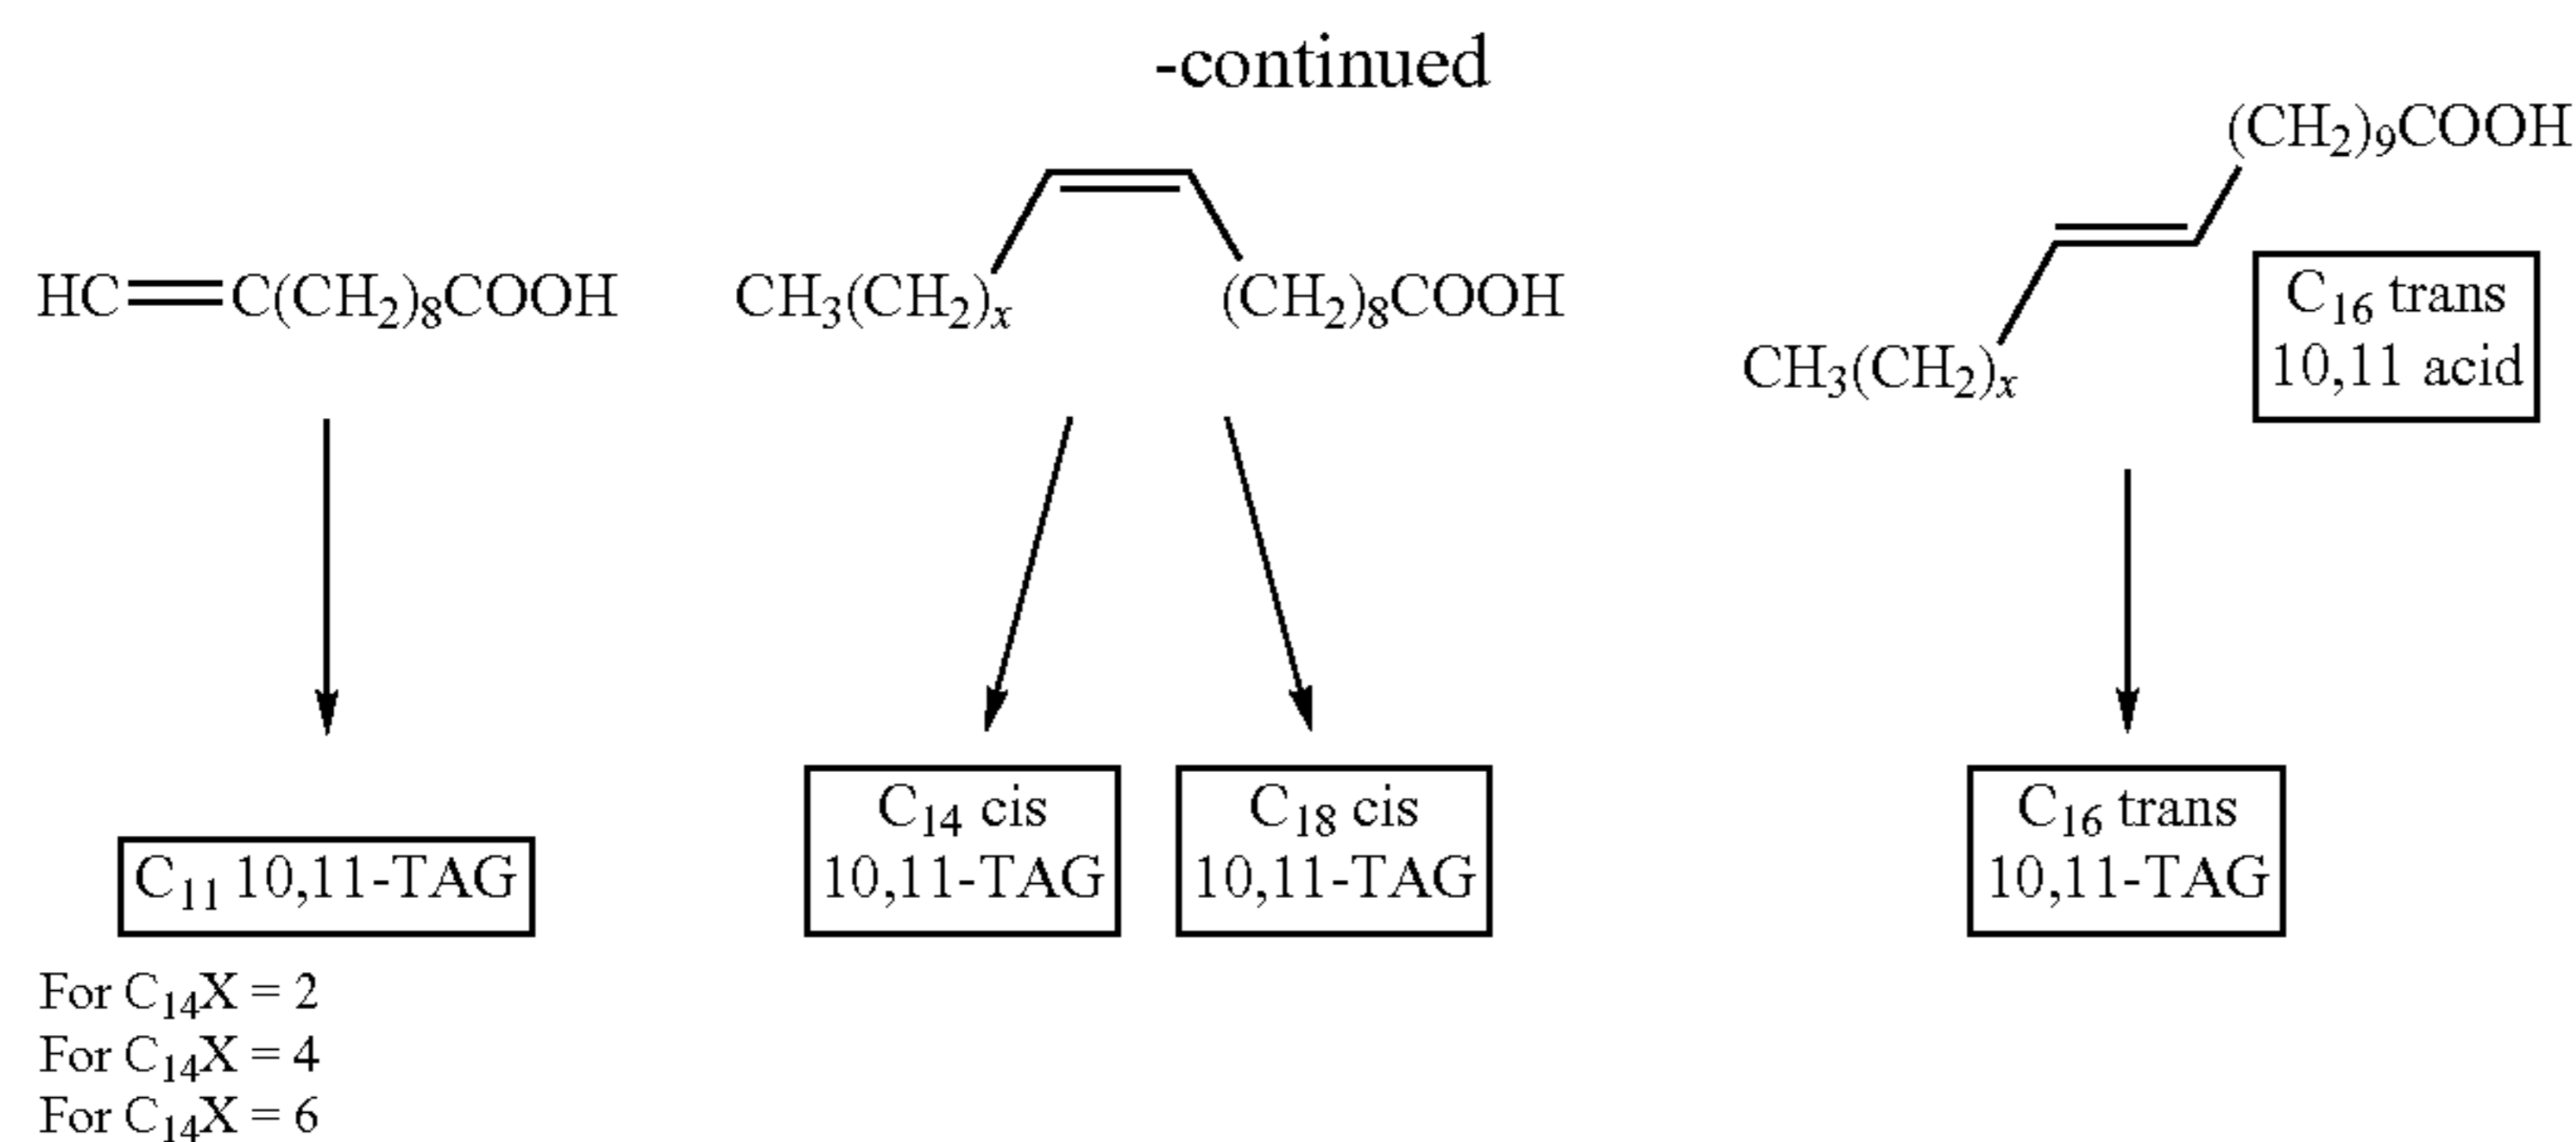 -continued
HC=C(CH₂)₈COOH
CH₃(CH₂)ₓ
(CH₂)₈COOH
(CH₂)₉COOH
CH₃(CH₂)ₓ
C₁₆ trans
10,11 acid
C₁₁ 10,11-TAG
C₁₄ cis
10,11-TAG
C₁₈ cis
10,11-TAG
C₁₆ trans
10,11-TAG
For C₁₄X = 2
For C₁₄X = 4
For C₁₄X = 6